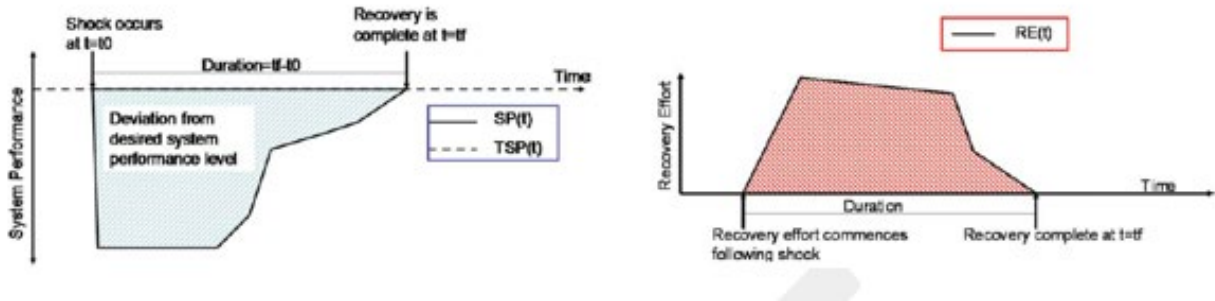 Shock occurs
at t=t0
Recovery is
complete at t=tf
Duration=tf-t0
Time
System Performance
Deviation from
desired system
performance level
SP(t)
TSP(t)
RE(t)
Recovery Effort
Time
Duration
Recovery effort commences
following shock
Recovery complete at t=tf